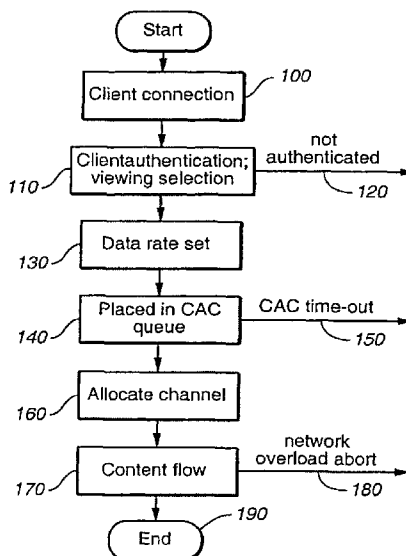 Start
Client connection
100
Clientauthentication;
viewing selection
110
not
authenticated
120
Data rate set
130
Placed in CAC
queue
140
CAC time-out
150
Allocate channel
160
Content flow
170
network
overload abort
180
End
190